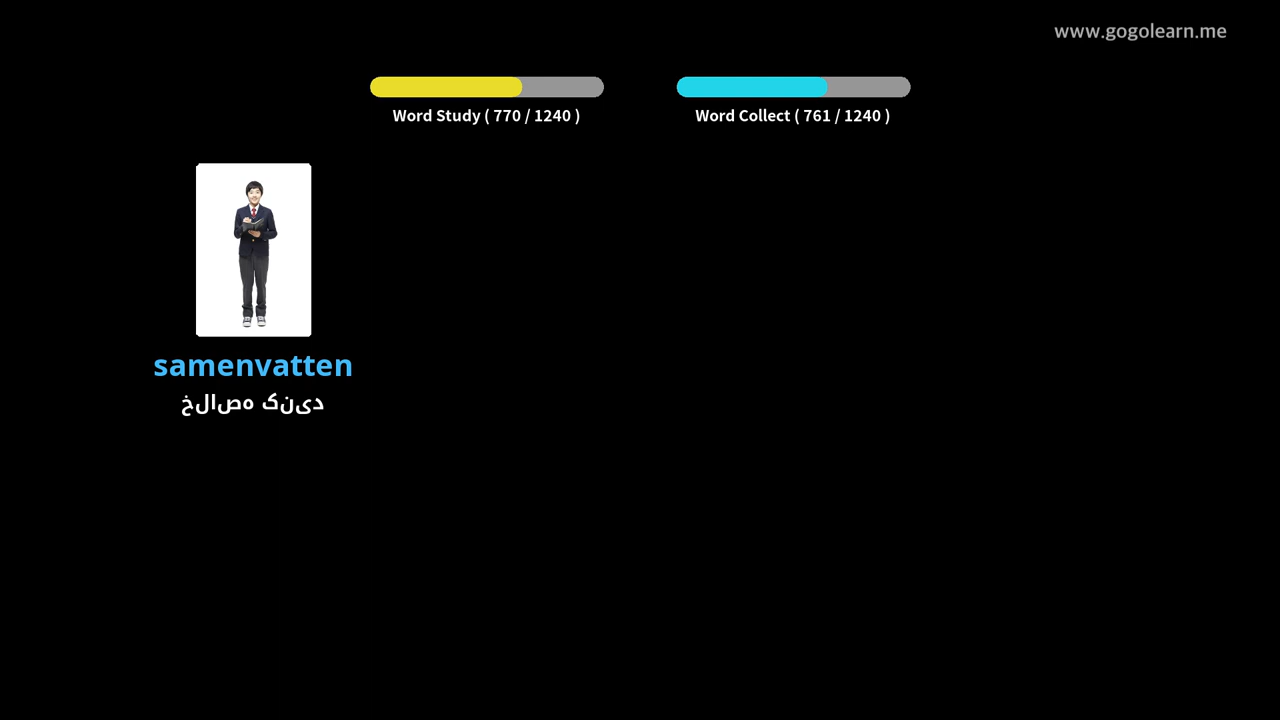 www.gogolearn.me
Word Study ( 770 / 1240 )
Word Collect ( 761 / 1240 )
samenvatten
خلاصه کنید